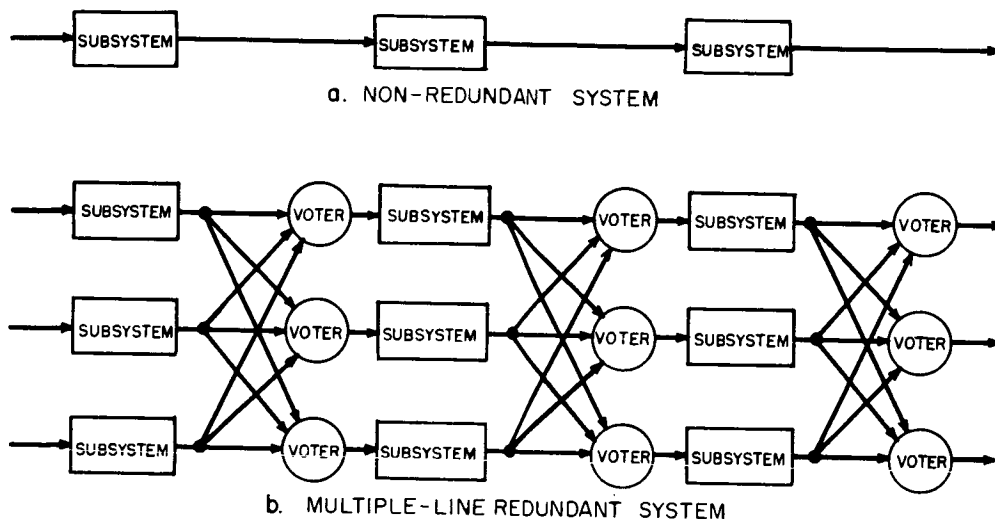 SUBSYSTEM SUBSYSTEM SUBSYSTEM
a. NON-REDUNDANT SYSTEM
SUBSYSTEM VOTER SUBSYSTEM VOTER SUBSYSTEM VOTER
SUBSYSTEM VOTER SUBSYSTEM VOTER SUBSYSTEM VOTER
SUBSYSTEM VOTER SUBSYSTEM VOTER SUBSYSTEM VOTER
b. MULTIPLE-LINE REDUNDANT SYSTEM